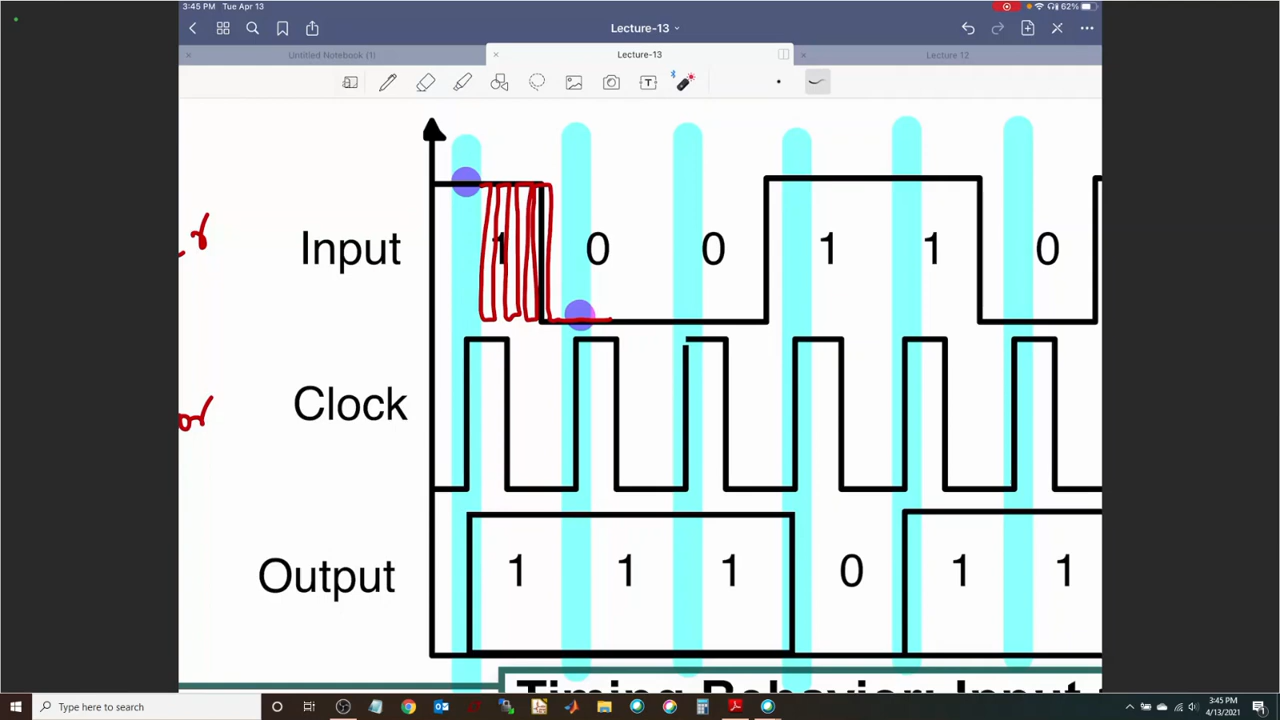 3:45 PM Tue Apr 13
62%
Lecture-13
Untitled Notebook (1)
Lecture-13
Lecture 12
T
Input 1 0 0 1 1 0
r
Clock
or
Output 1 1 1 0 1 1
Type here to search
3:45 PM
4/13/2021